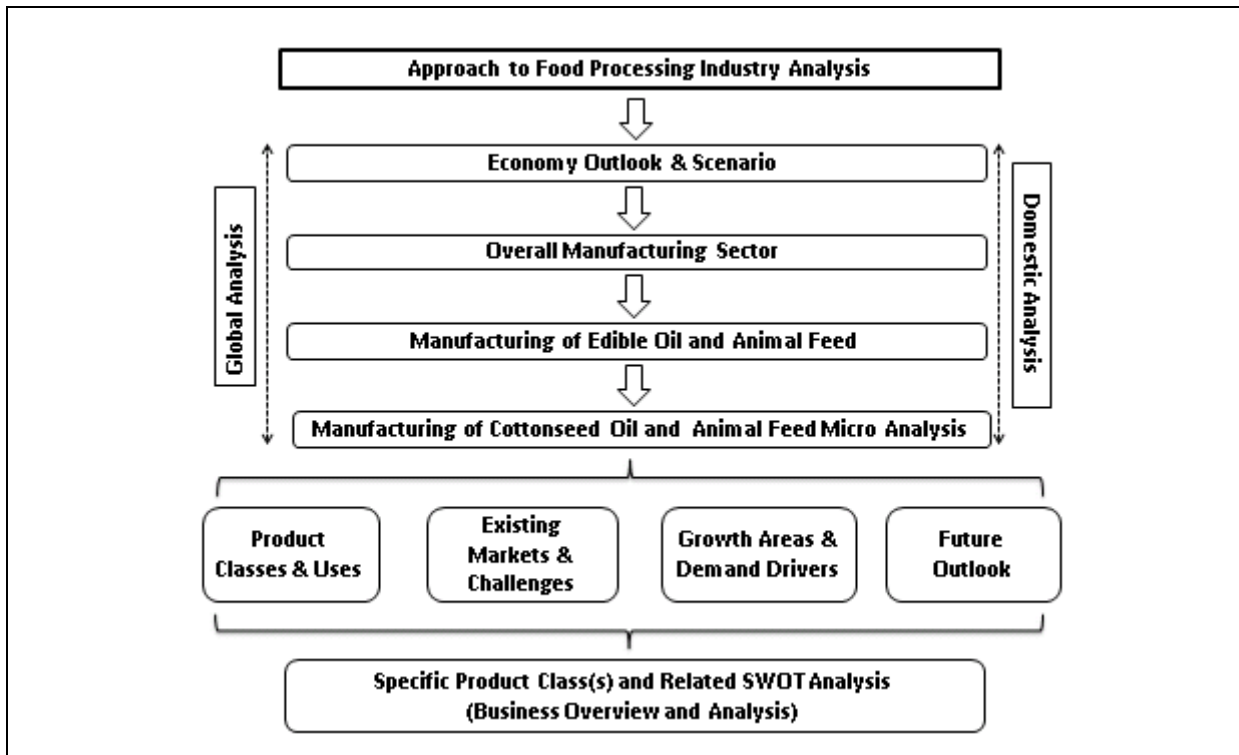 Approach to Food Processing Industry Analysis
Economy Outlook & Scenario
Overall Manufacturing Sector
Manufacturing of Edible Oil and Animal Feed
Manufacturing of Cottonseed Oil and Animal Feed Micro Analysis
Global Analysis
Domestic Analysis
Product
Classes & Uses
Existing
Markets &
Challenges
Growth Areas &
Demand Drivers
Future
Outlook
Specific Product Class(s) and Related SWOT Analysis
(Business Overview and Analysis)